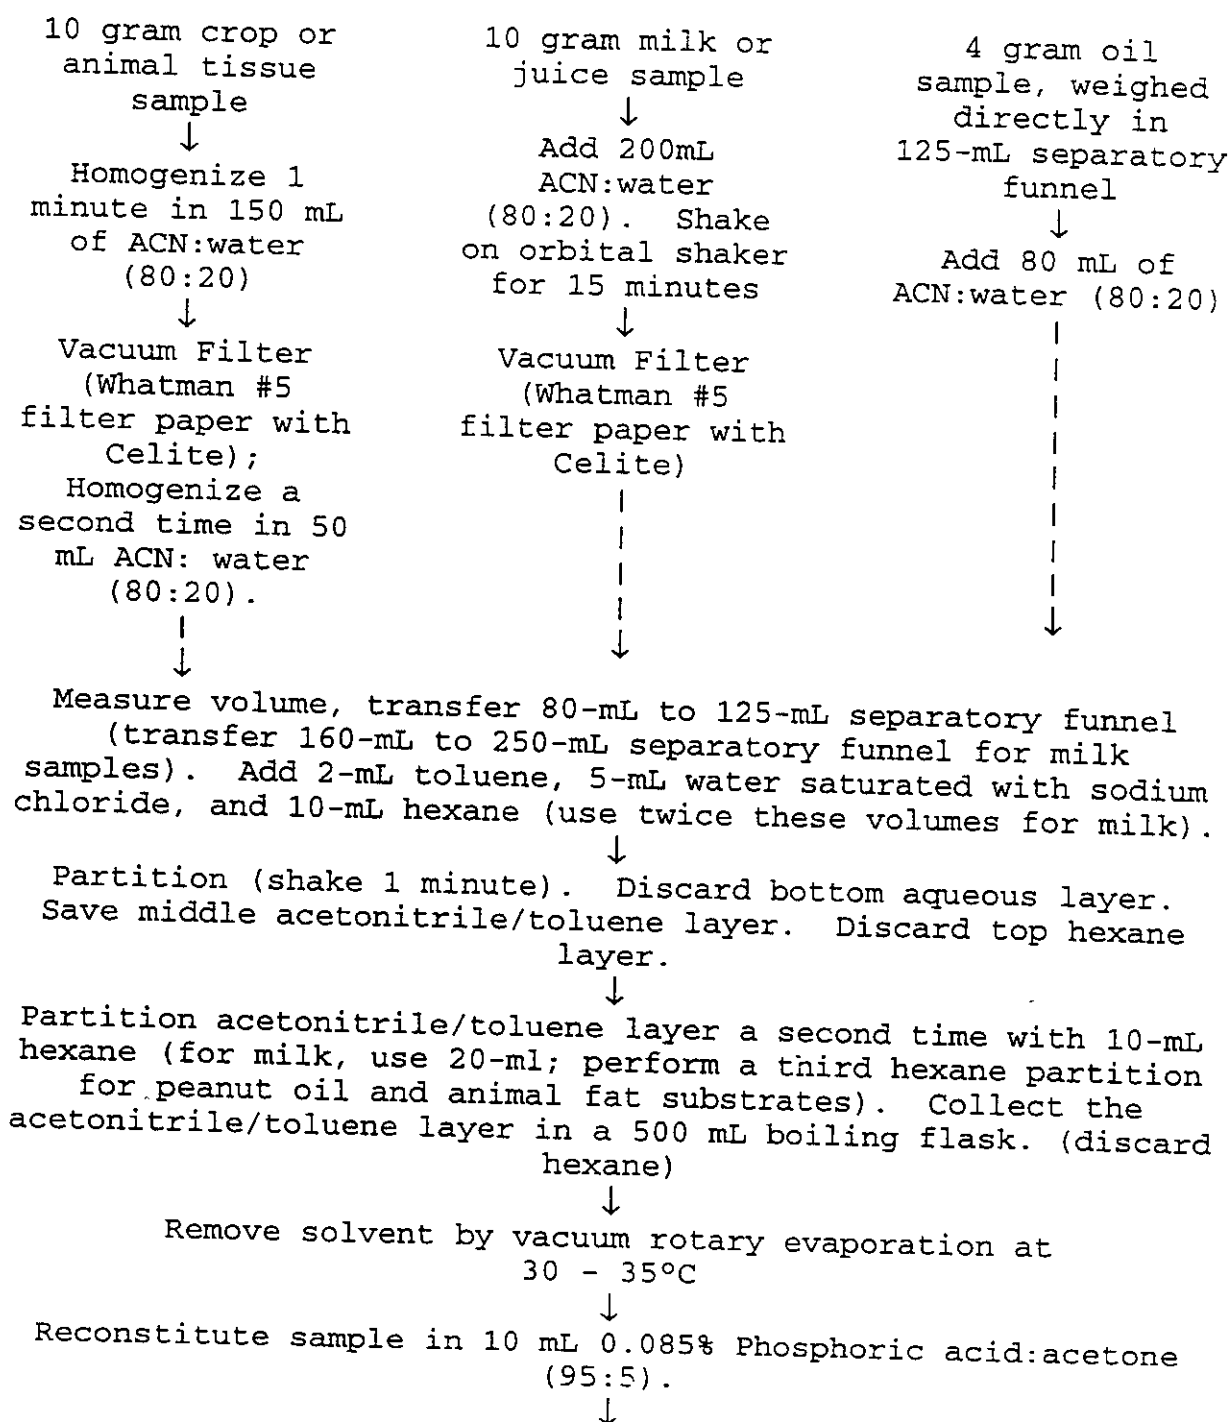 10 gram crop or
animal tissue
sample
↓
Homogenize 1
minute in 150 mL
of ACN:water
(80:20)
↓
Vacuum Filter
(Whatman #5
filter paper with
Celite);
Homogenize a
second time in 50
mL ACN: water
(80:20).
↓
10 gram milk or
juice sample
↓
Add 200mL
ACN:water
(80:20). Shake
on orbital shaker
for 15 minutes
↓
Vacuum Filter
(Whatman #5
filter paper with
Celite)
↓
4 gram oil
sample, weighed
directly in
125-mL separatory
funnel
↓
Add 80 mL of
ACN:water (80:20)
↓
Measure volume, transfer 80-mL to 125-mL separatory funnel
(transfer 160-mL to 250-mL separatory funnel for milk
samples). Add 2-mL toluene, 5-mL water saturated with sodium
chloride, and 10-mL hexane (use twice these volumes for milk).
↓
Partition (shake 1 minute). Discard bottom aqueous layer.
Save middle acetonitrile/toluene layer. Discard top hexane
layer.
↓
Partition acetonitrile/toluene layer a second time with 10-mL
hexane (for milk, use 20-ml; perform a third hexane partition
for peanut oil and animal fat substrates). Collect the
acetonitrile/toluene layer in a 500 mL boiling flask. (discard
hexane)
↓
Remove solvent by vacuum rotary evaporation at
30 - 35°C
↓
Reconstitute sample in 10 mL 0.085% Phosphoric acid:acetone
(95:5).
↓